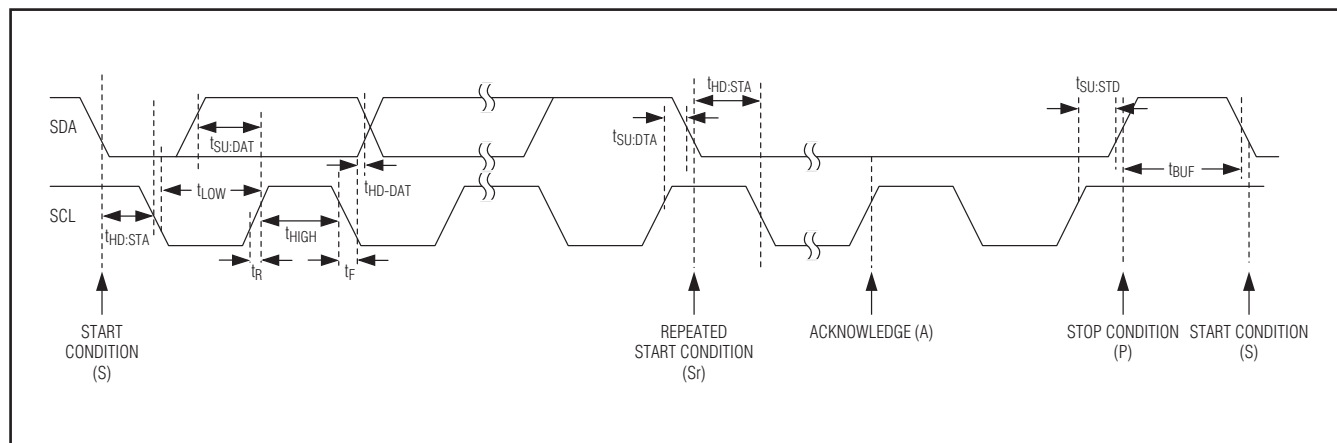 SDA
SCL
tSU:DAT
tLOW
tHD:STA
tR
tHIGH
tF
tHD-DAT
tSU:DTA
tHD:STA
tSU:STD
tBUF
START
CONDITION
(S)
REPEATED
START CONDITION
(Sr)
ACKNOWLEDGE (A)
STOP CONDITION
(P)
START CONDITION
(S)